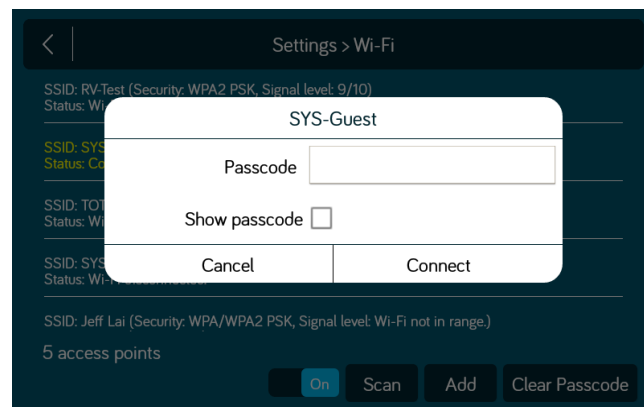 Settings > Wi-Fi
SSID: RV-Test (Security: WPA2 PSK, Signal level: 9/10)
Status: Wi
SYS-Guest
SSID: SYS
Status: Co
Passcode
SSID: TOT
Status: Wi
Show passcode
SSID: SYS
Cancel
Connect
Status: Wi-
SSID: Jeff Lai (Security: WPA/WPA2 PSK, Signal level: Wi-Fi not in range.)
5 access points
On
Scan
Add
Clear Passcode